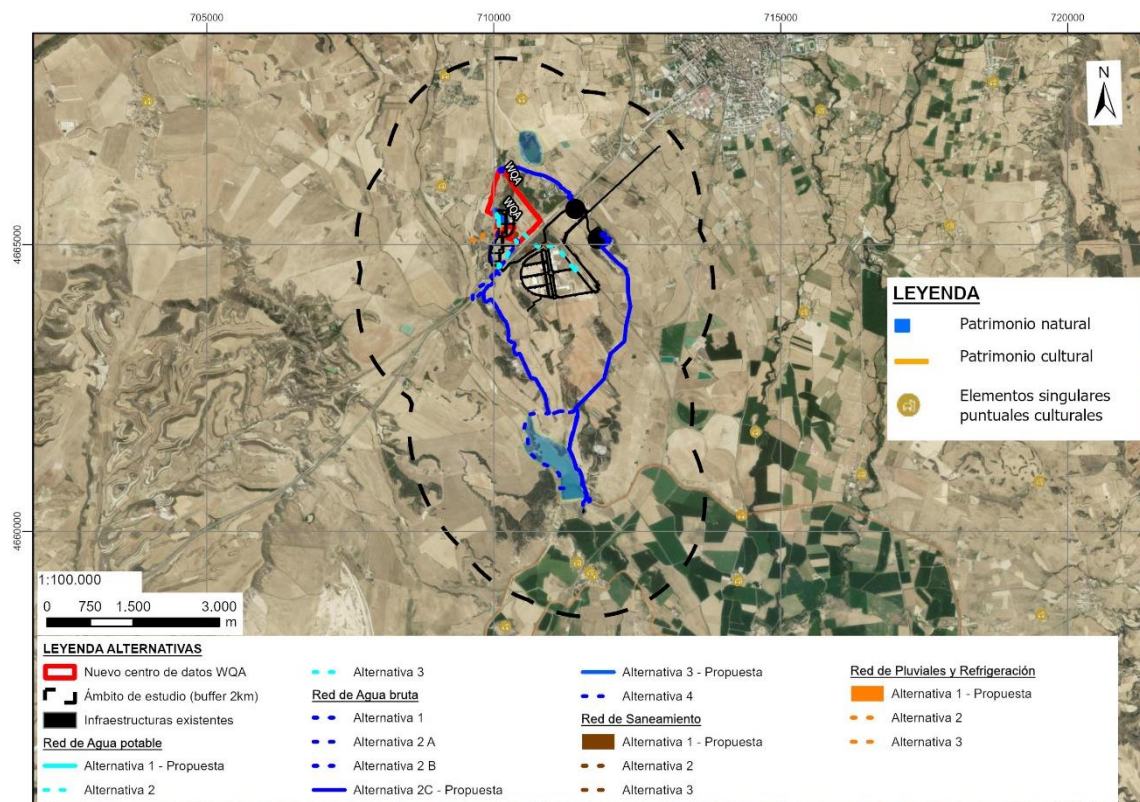 705000
710000
715000
720000
N
WQA
WQA
4665000
4665000
LEYENDA
Patrimonio natural
Patrimonio cultural
Elementos singulares
puntuales culturales
4660000
4660000
1:100.000
0 750 1.500 3.000
m
LEYENDA ALTERNATIVAS
Nuevo centro de datos WQA
Ámbito de estudio (buffer 2km)
Infraestructuras existentes
Red de Agua potable
Alternativa 1 - Propuesta
Alternativa 2
Alternativa 3
Red de Agua bruta
Alternativa 1
Alternativa 2 A
Alternativa 2 B
Alternativa 2C - Propuesta
Alternativa 3 - Propuesta
Alternativa 4
Red de Saneamiento
Alternativa 1 - Propuesta
Alternativa 2
Alternativa 3
Red de Pluviales y Refrigeración
Alternativa 1 - Propuesta
Alternativa 2
Alternativa 3